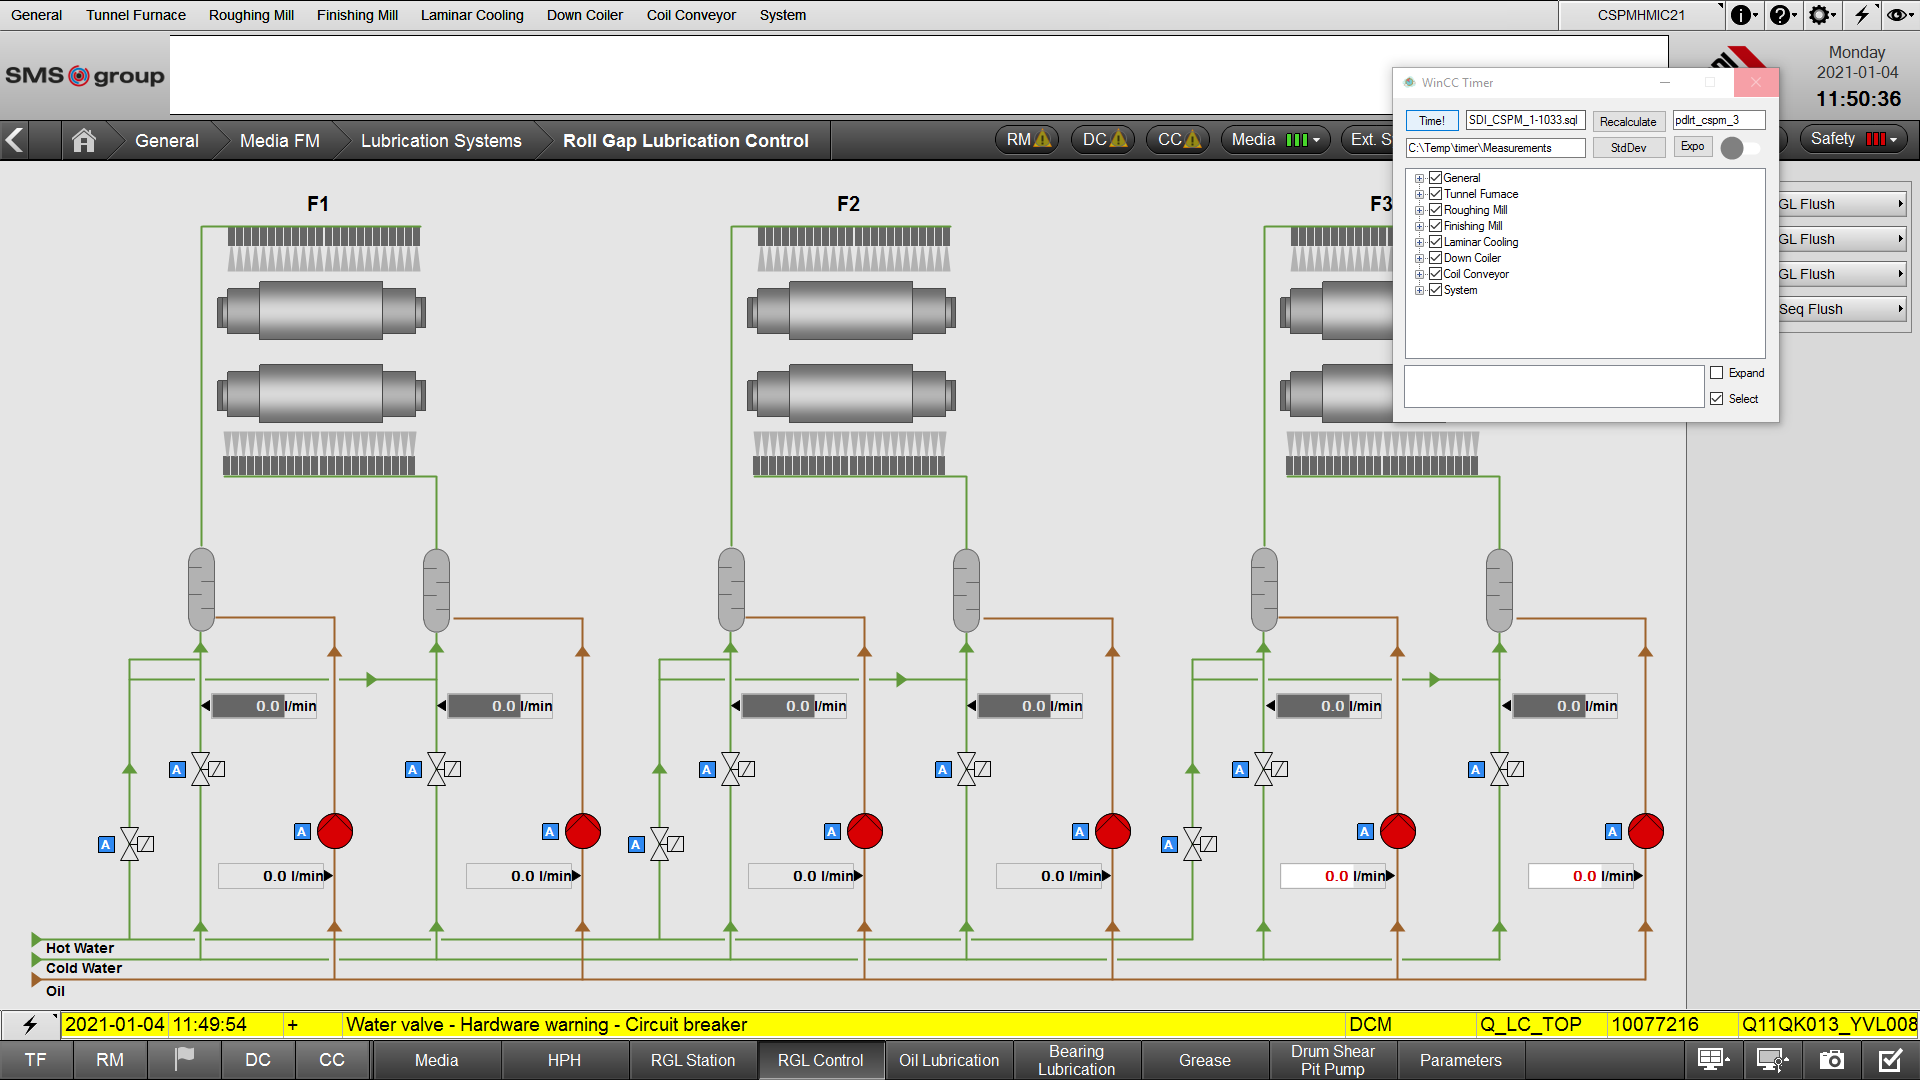 General Tunnel Furnace Roughing Mill Finishing Mill Laminar Cooling Down Coiler Coil Conveyor System CSPMHMIC21
SMS group
Monday
2021-01-04
11:50:36
WinCC Timer
Time! SDI_CSPM_1-1033.sql Recalculate pdlrt_cspm_3
C:\Temp\timer\Measurements StdDev Expo
General
Tunnel Furnace
Roughing Mill
Finishing Mill
Laminar Cooling
Down Coiler
Coil Conveyor
System
Expand
Select
General Media FM Lubrication Systems Roll Gap Lubrication Control RM DC CC Media Ext. S Safety
GL Flush
GL Flush
GL Flush
Seq Flush
F1 F2 F3
0.0 l/min 0.0 l/min 0.0 l/min 0.0 l/min 0.0 l/min 0.0 l/min
A A A A A A
A A A A A A
A A A
0.0 l/min 0.0 l/min 0.0 l/min 0.0 l/min 0.0 l/min 0.0 l/min
Hot Water
Cold Water
Oil
2021-01-04 11:49:54 + Water valve - Hardware warning - Circuit breaker DCM Q_LC_TOP 10077216 Q11QK013_YVL008
TF RM DC CC Media HPH RGL Station RGL Control Oil Lubrication Bearing Lubrication Grease Drum Shear Pit Pump Parameters